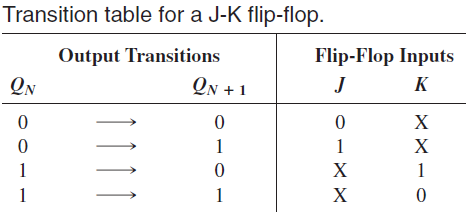 Transition table for a J-K flip-flop.
Output Transitions Flip-Flop Inputs
Q_N Q_{N + 1} J K
0 ⟶ 0 0 X
0 ⟶ 1 1 X
1 ⟶ 0 X 1
1 ⟶ 1 X 0